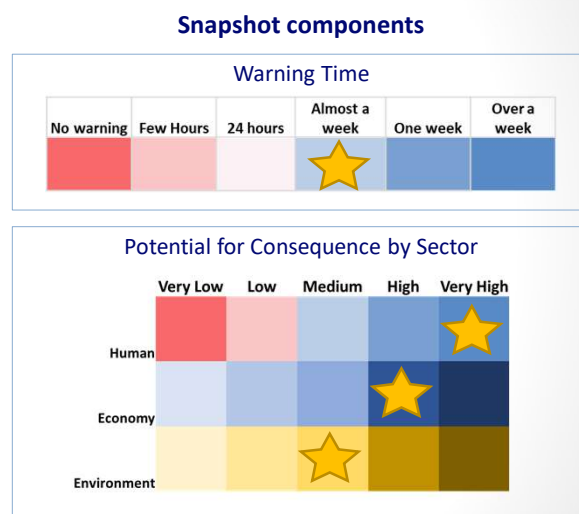 Snapshot components
Warning Time
No warning Few Hours 24 hours Almost a week One week Over a week
Potential for Consequence by Sector
Very Low Low Medium High Very High
Human
Economy
Environment